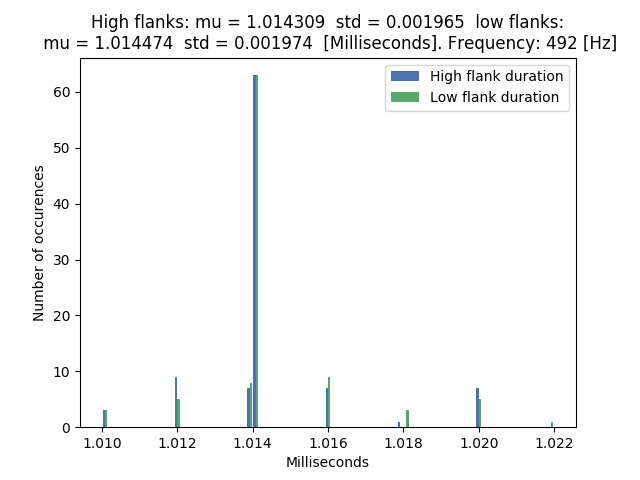 High flanks: mu = 1.014309  std = 0.001965  low flanks:
mu = 1.014474  std = 0.001974  [Milliseconds]. Frequency: 492 [Hz]
High flank duration
Low flank duration
Number of occurences
60
50
40
30
20
10
0
1.010 1.012 1.014 1.016 1.018 1.020 1.022
Milliseconds